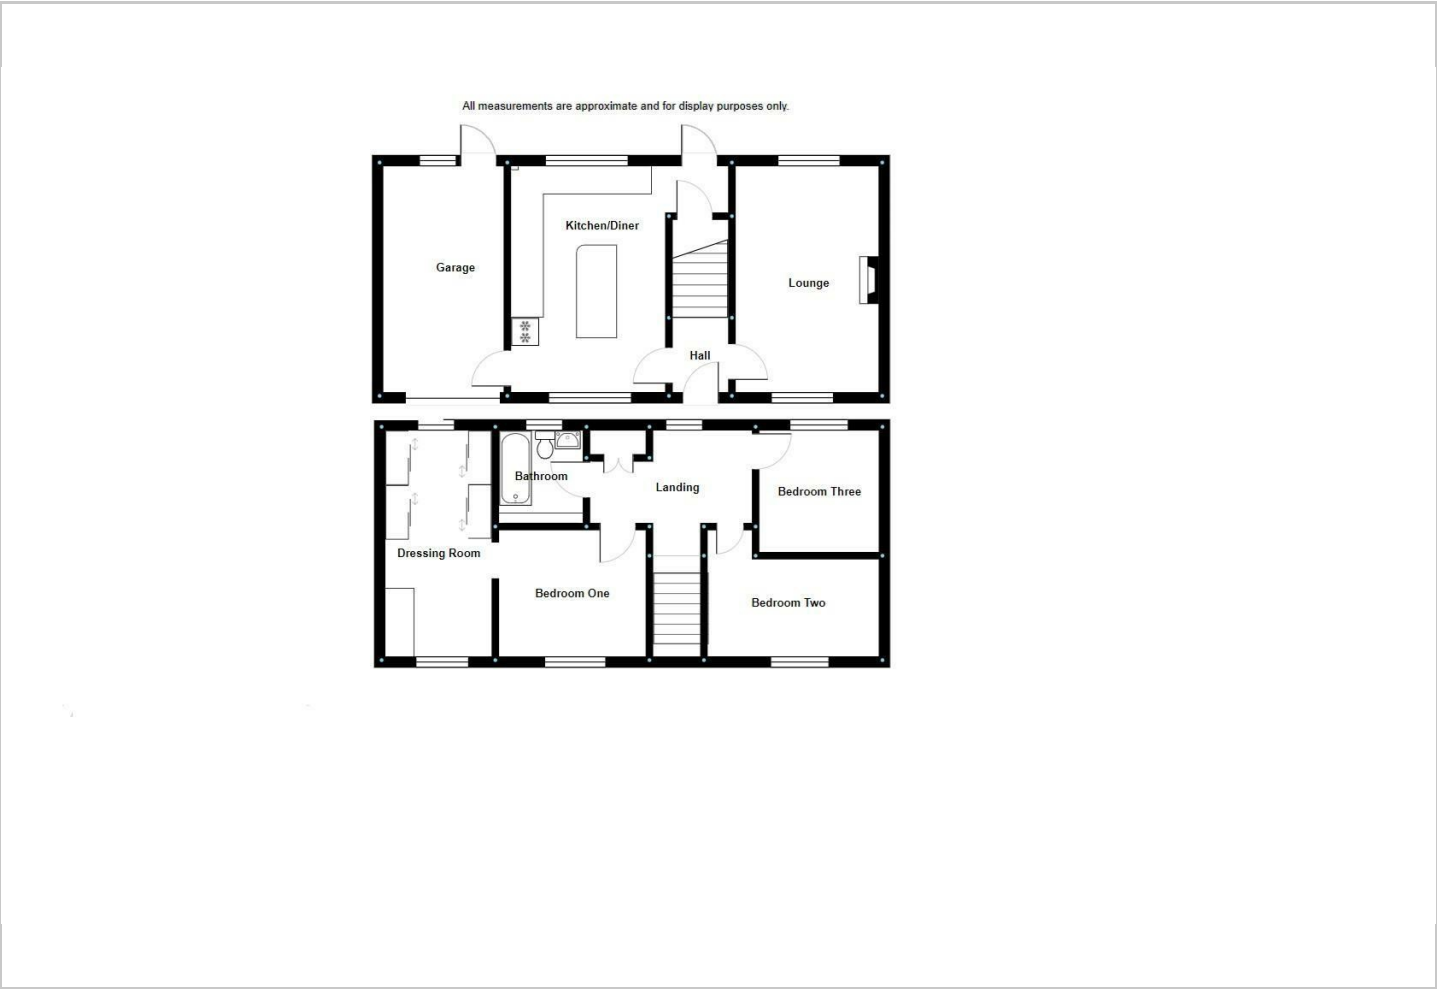 All measurements are approximate and for display purposes only.
Kitchen/Diner
Garage
Lounge
Hall
Bathroom
Landing
Bedroom Three
Dressing Room
Bedroom One
Bedroom Two